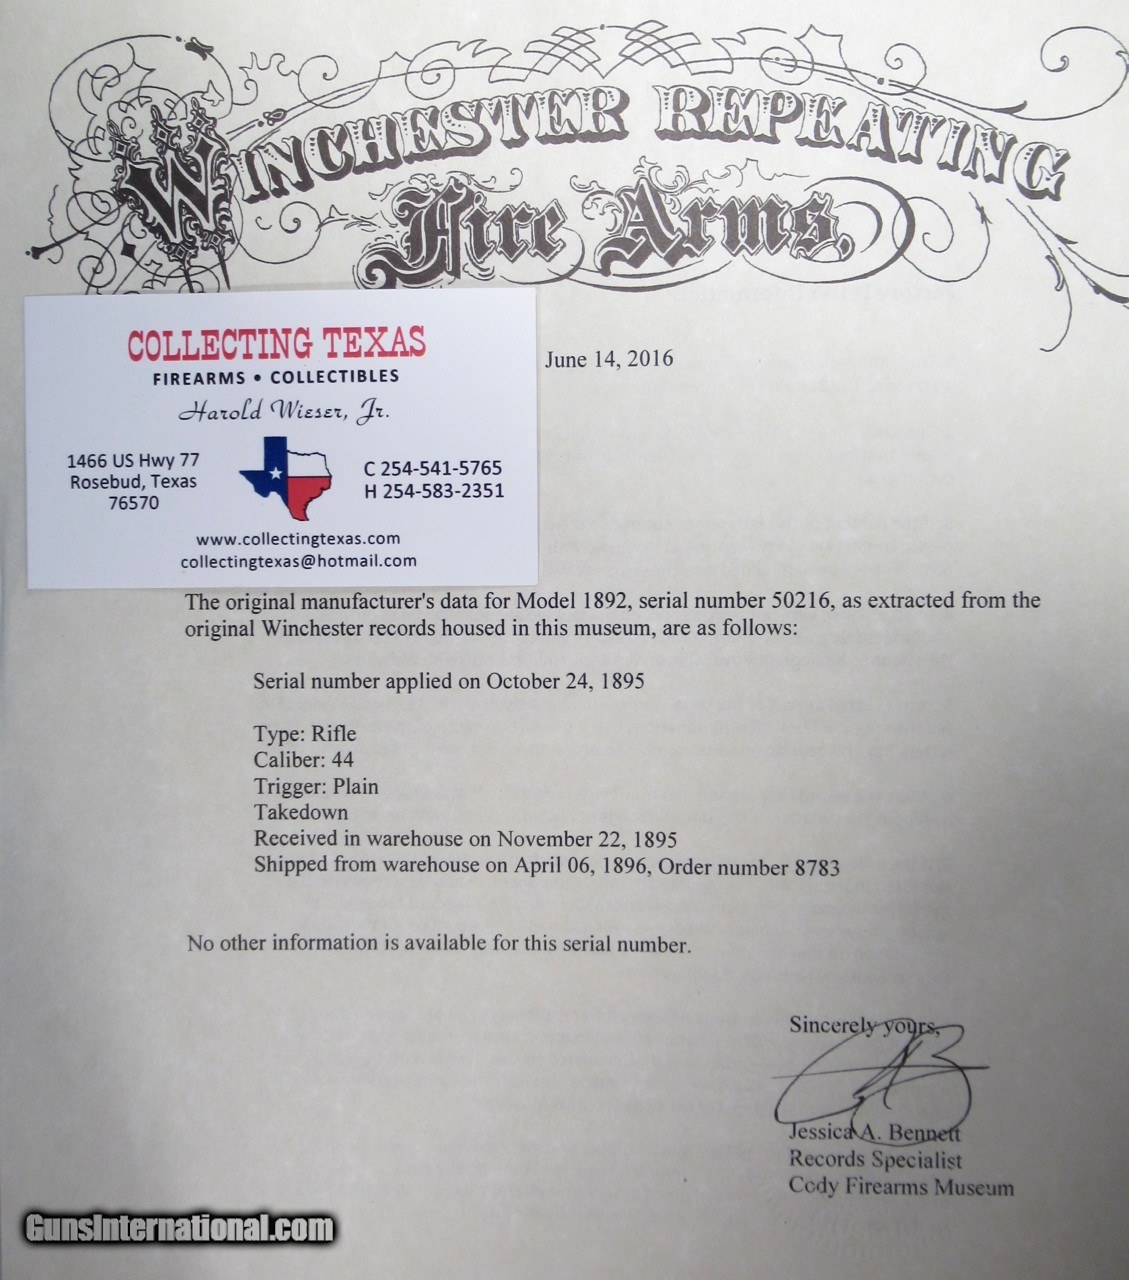 WINCHESTER REPEATING
Fire Arms,
COLLECTING TEXAS
FIREARMS • COLLECTIBLES
Harold Wieser, Jr.
1466 US Hwy 77
Rosebud, Texas
76570
C 254-541-5765
H 254-583-2351
www.collectingtexas.com
collectingtexas@hotmail.com
June 14, 2016
The original manufacturer's data for Model 1892, serial number 50216, as extracted from the
original Winchester records housed in this museum, are as follows:
Serial number applied on October 24, 1895
Type: Rifle
Caliber: 44
Trigger: Plain
Takedown
Received in warehouse on November 22, 1895
Shipped from warehouse on April 06, 1896, Order number 8783
No other information is available for this serial number.
Sincerely yours,
Jessica A. Bennett
Records Specialist
Cody Firearms Museum
GunsInternational.com